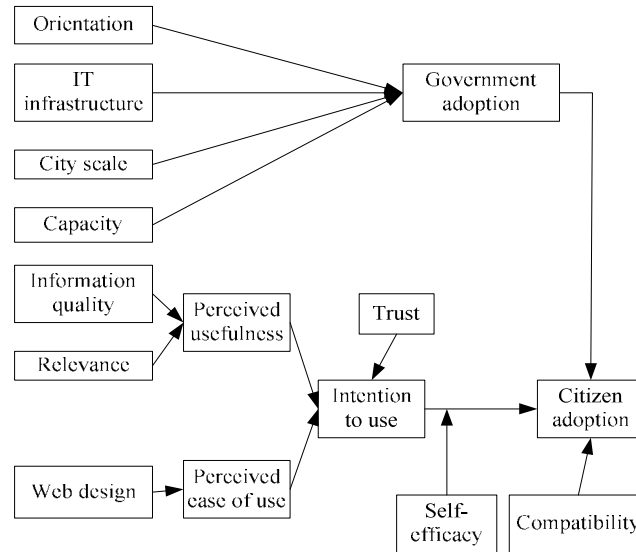 Orientation
IT
infrastructure
Government
adoption
City scale
Capacity
Information
quality
Perceived
usefulness
Trust
Relevance
Intention
to use
Citizen
adoption
Web design
Perceived
ease of use
Self-
efficacy
Compatibility